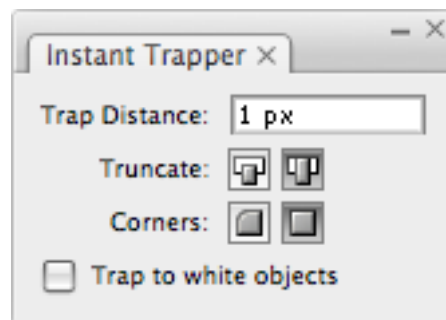 Instant Trapper
Trap Distance: 1 px
Truncate:
Corners:
Trap to white objects